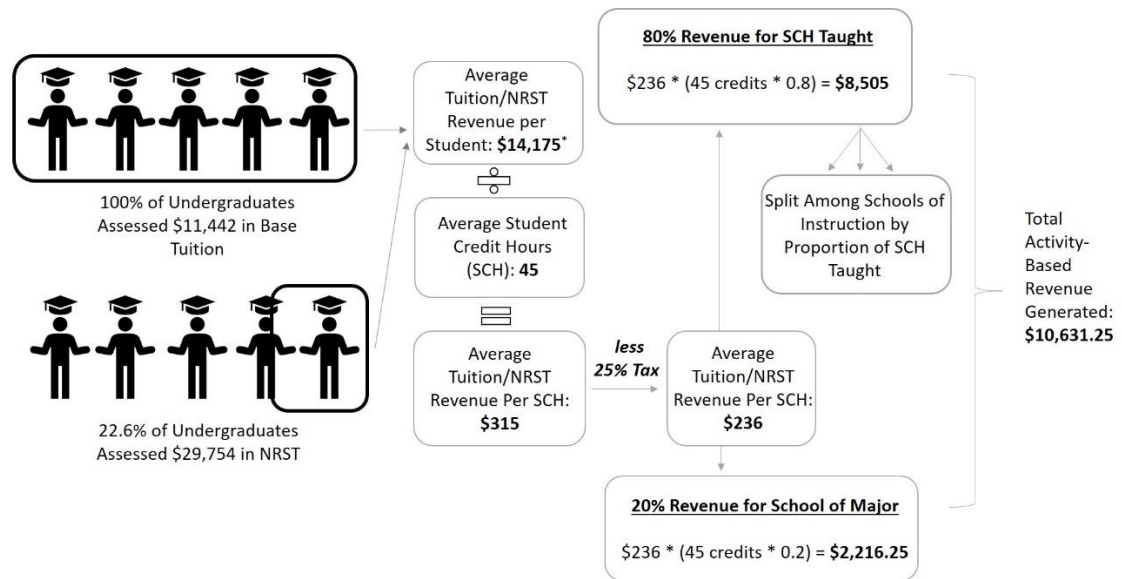 100% of Undergraduates
Assessed $11,442 in Base
Tuition
22.6% of Undergraduates
Assessed $29,754 in NRST
Average
Tuition/NRST
Revenue per
Student: $14,175*
÷
Average Student
Credit Hours
(SCH): 45
=
Average
Tuition/NRST
Revenue Per SCH:
$315
less
25% Tax
Average
Tuition/NRST
Revenue Per SCH:
$236
80% Revenue for SCH Taught
$236 * (45 credits * 0.8) = $8,505
Split Among Schools of
Instruction by
Proportion of SCH
Taught
20% Revenue for School of Major
$236 * (45 credits * 0.2) = $2,216.25
Total
Activity-
Based
Revenue
Generated:
$10,631.25